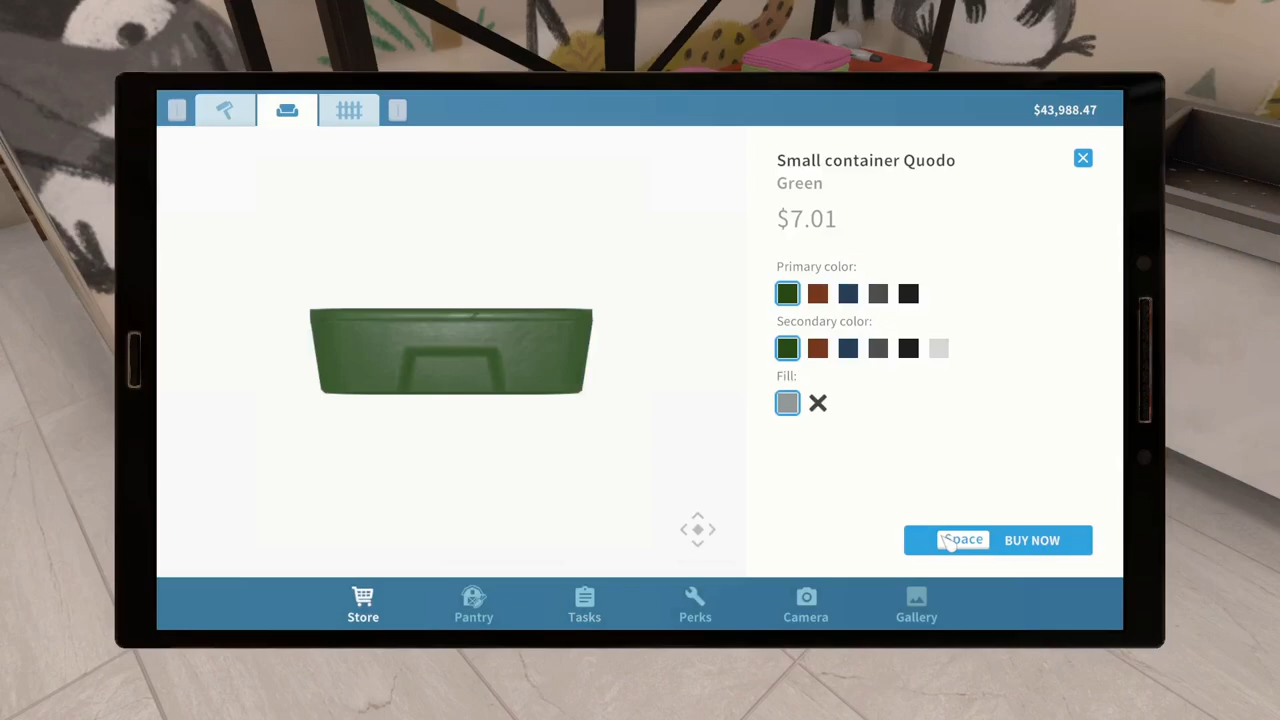 $43,988.47
Small container Quodo
Green
$7.01
Primary color:
Secondary color:
Fill:
Space BUY NOW
Store Pantry Tasks Perks Camera Gallery